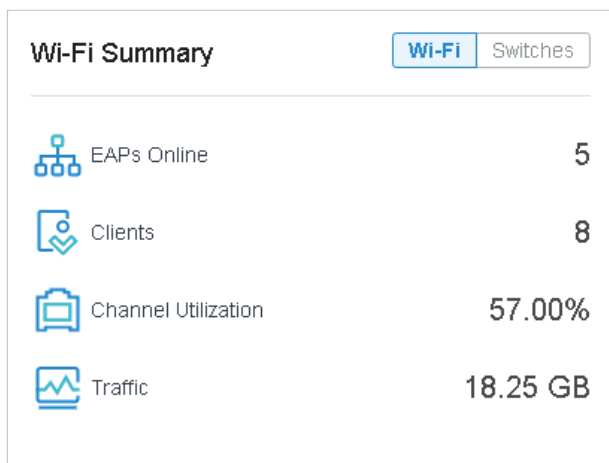 Wi-Fi Summary Wi-Fi Switches
EAPs Online 5
Clients 8
Channel Utilization 57.00%
Traffic 18.25 GB